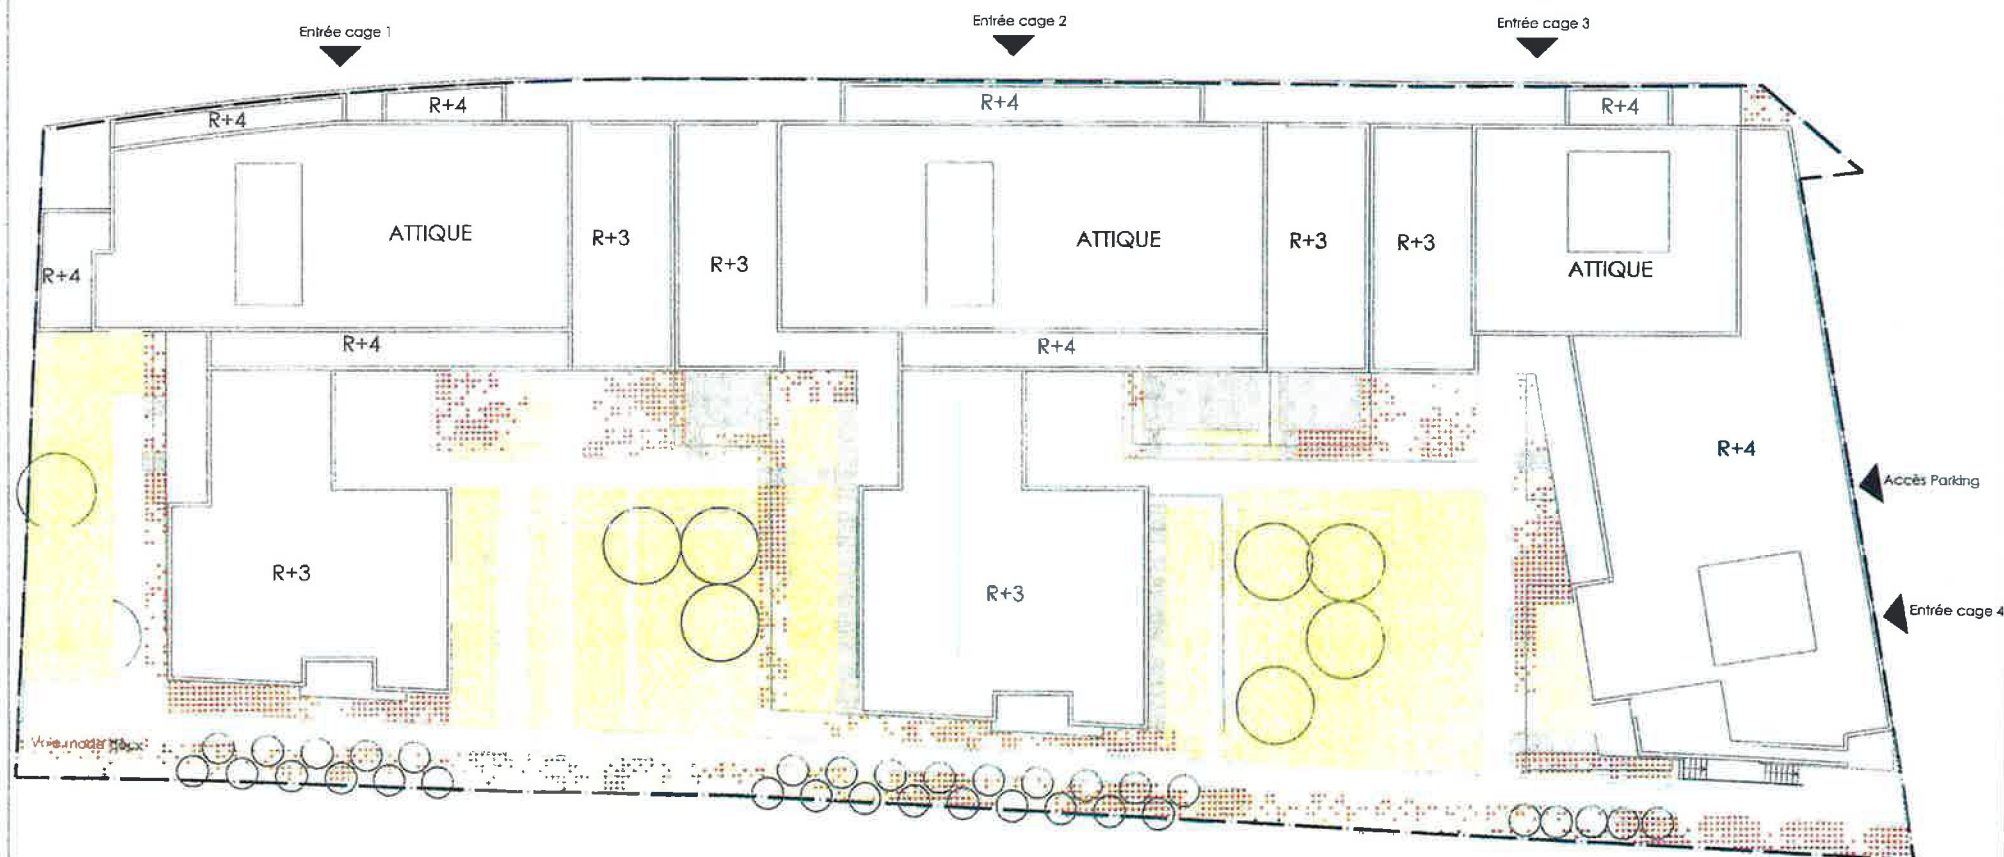 Entrée cage 1
Entrée cage 2
Entrée cage 3
R+4
R+4
R+4
R+4
ATTIQUE
R+3
R+3
ATTIQUE
R+3
R+3
ATTIQUE
R+4
R+4
R+4
R+4
Accès Parking
R+3
R+3
Entrée cage 4